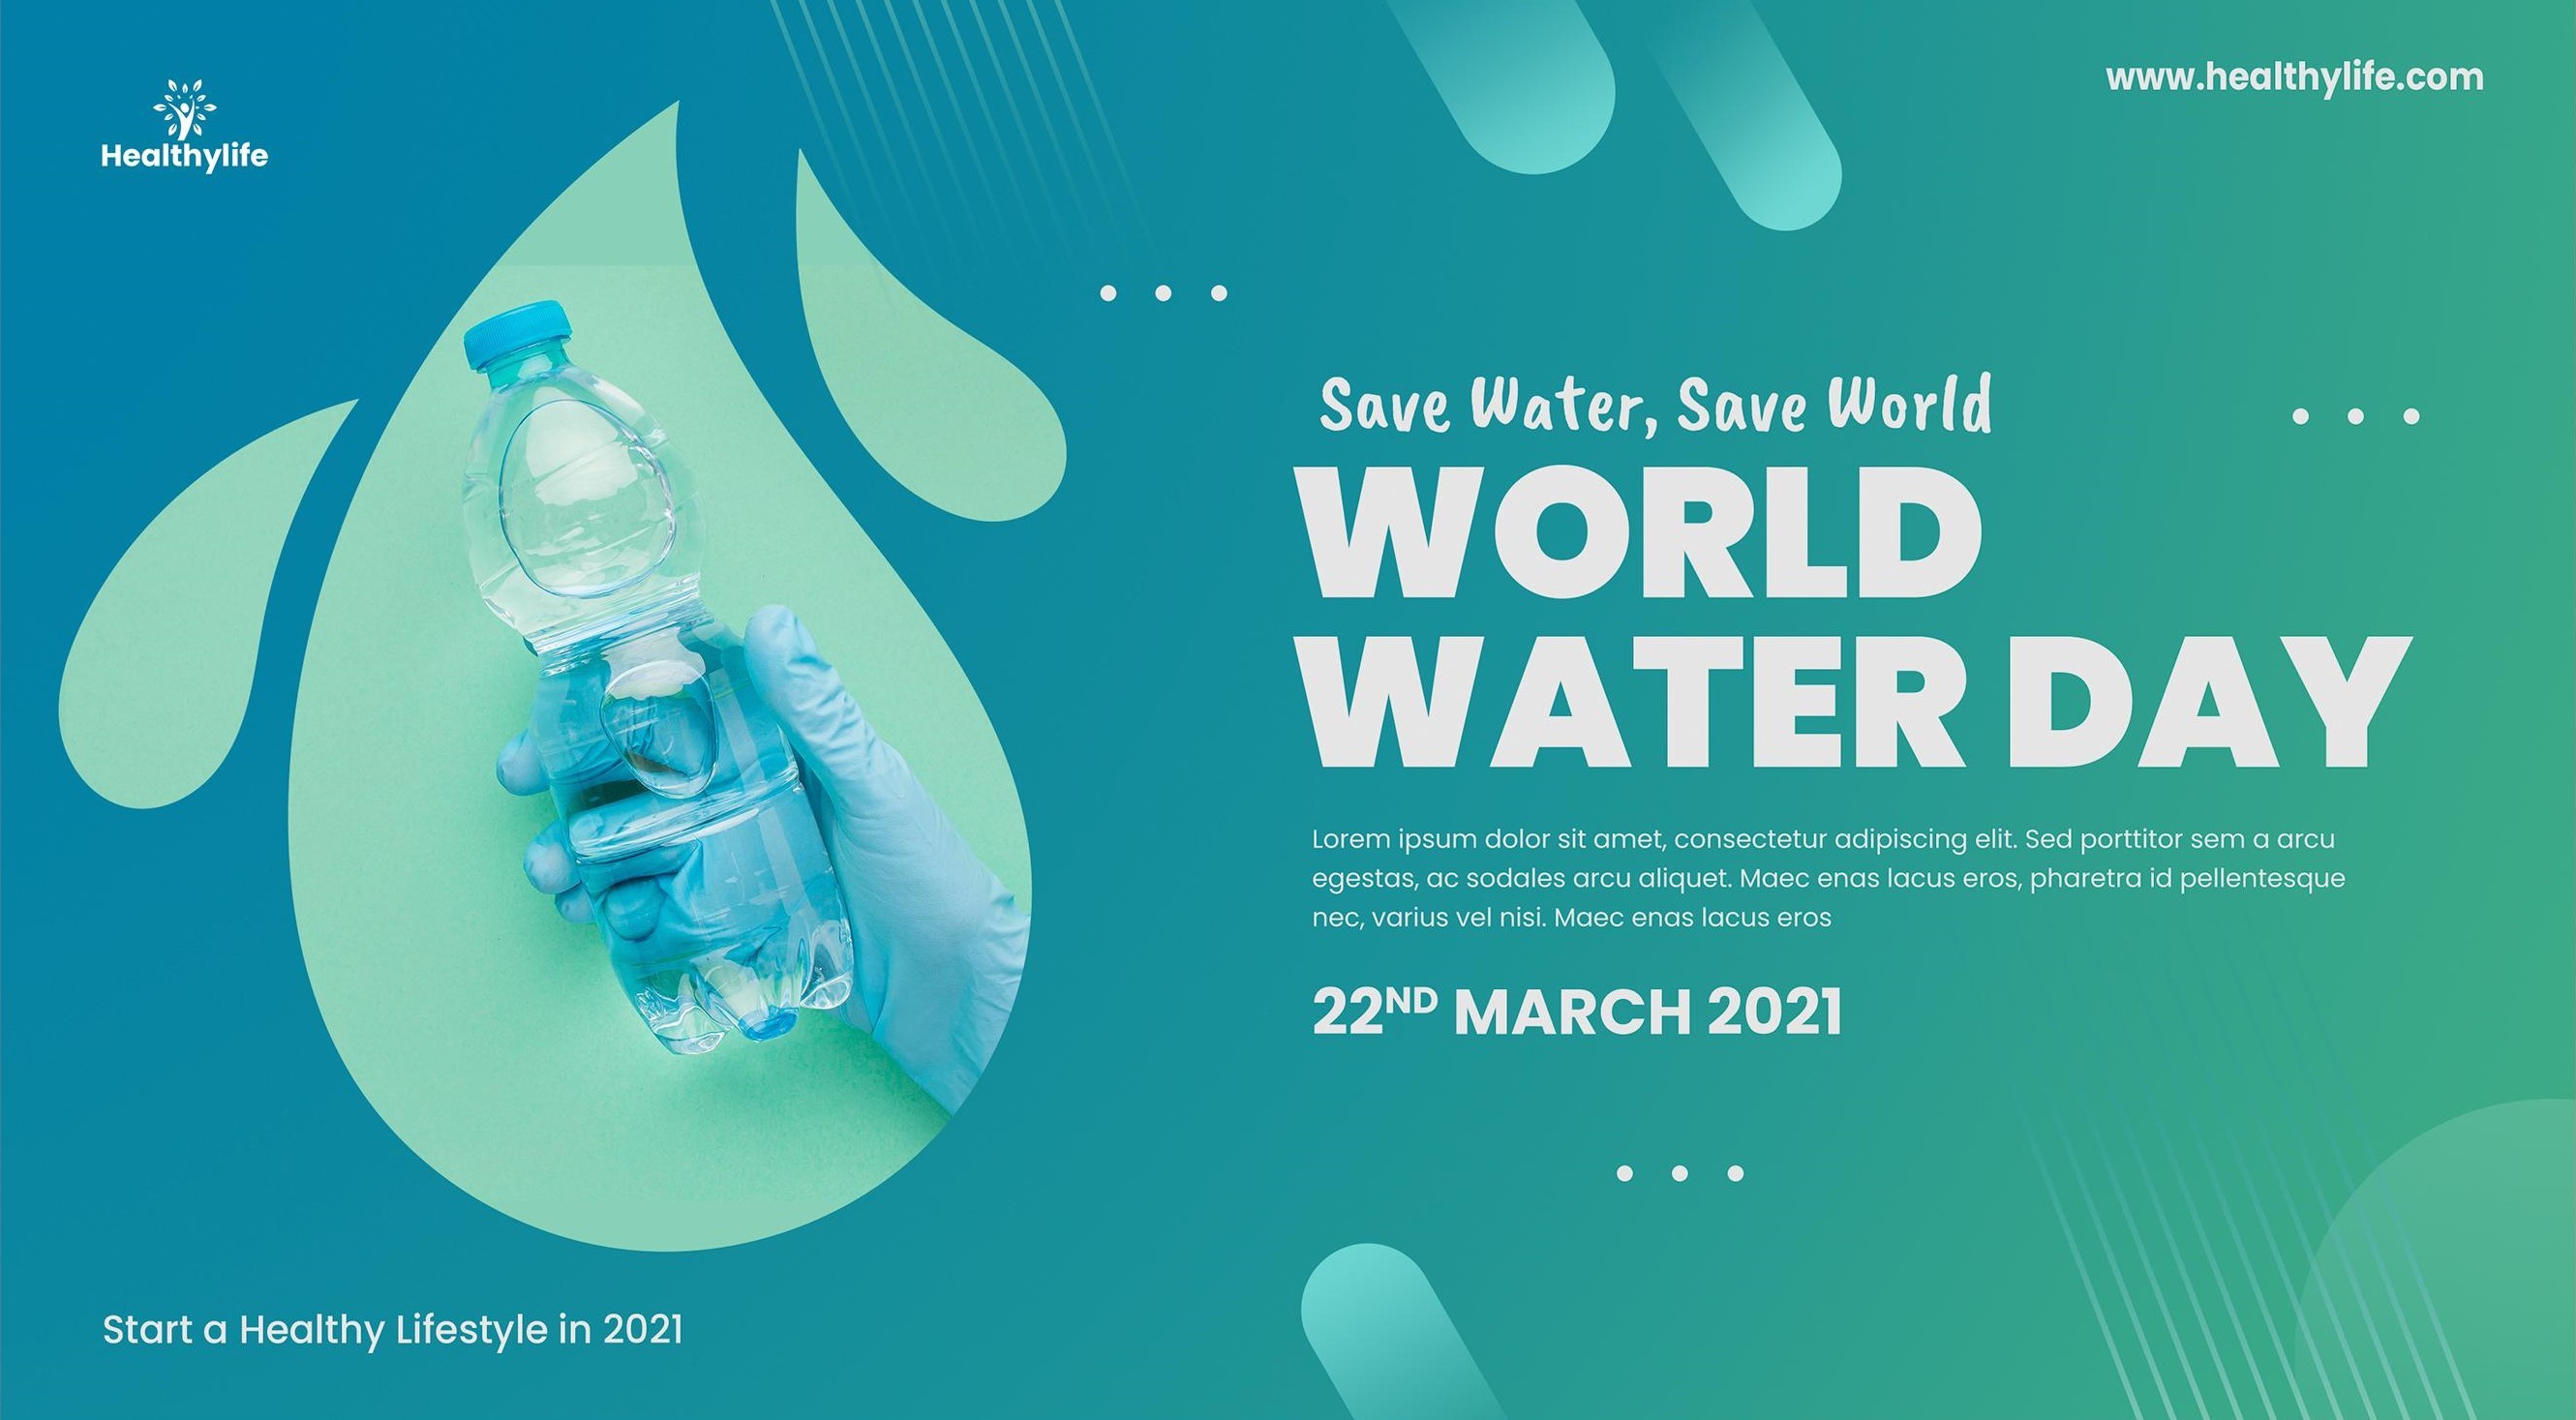 Healthylife
www.healthylife.com
Save Water, Save World
WORLD
WATER DAY
Lorem ipsum dolor sit amet, consectetur adipiscing elit. Sed porttitor sem a arcu
egestas, ac sodales arcu aliquet. Maec enas lacus eros, pharetra id pellentesque
nec, varius vel nisi. Maec enas lacus eros
22ND MARCH 2021
Start a Healthy Lifestyle in 2021